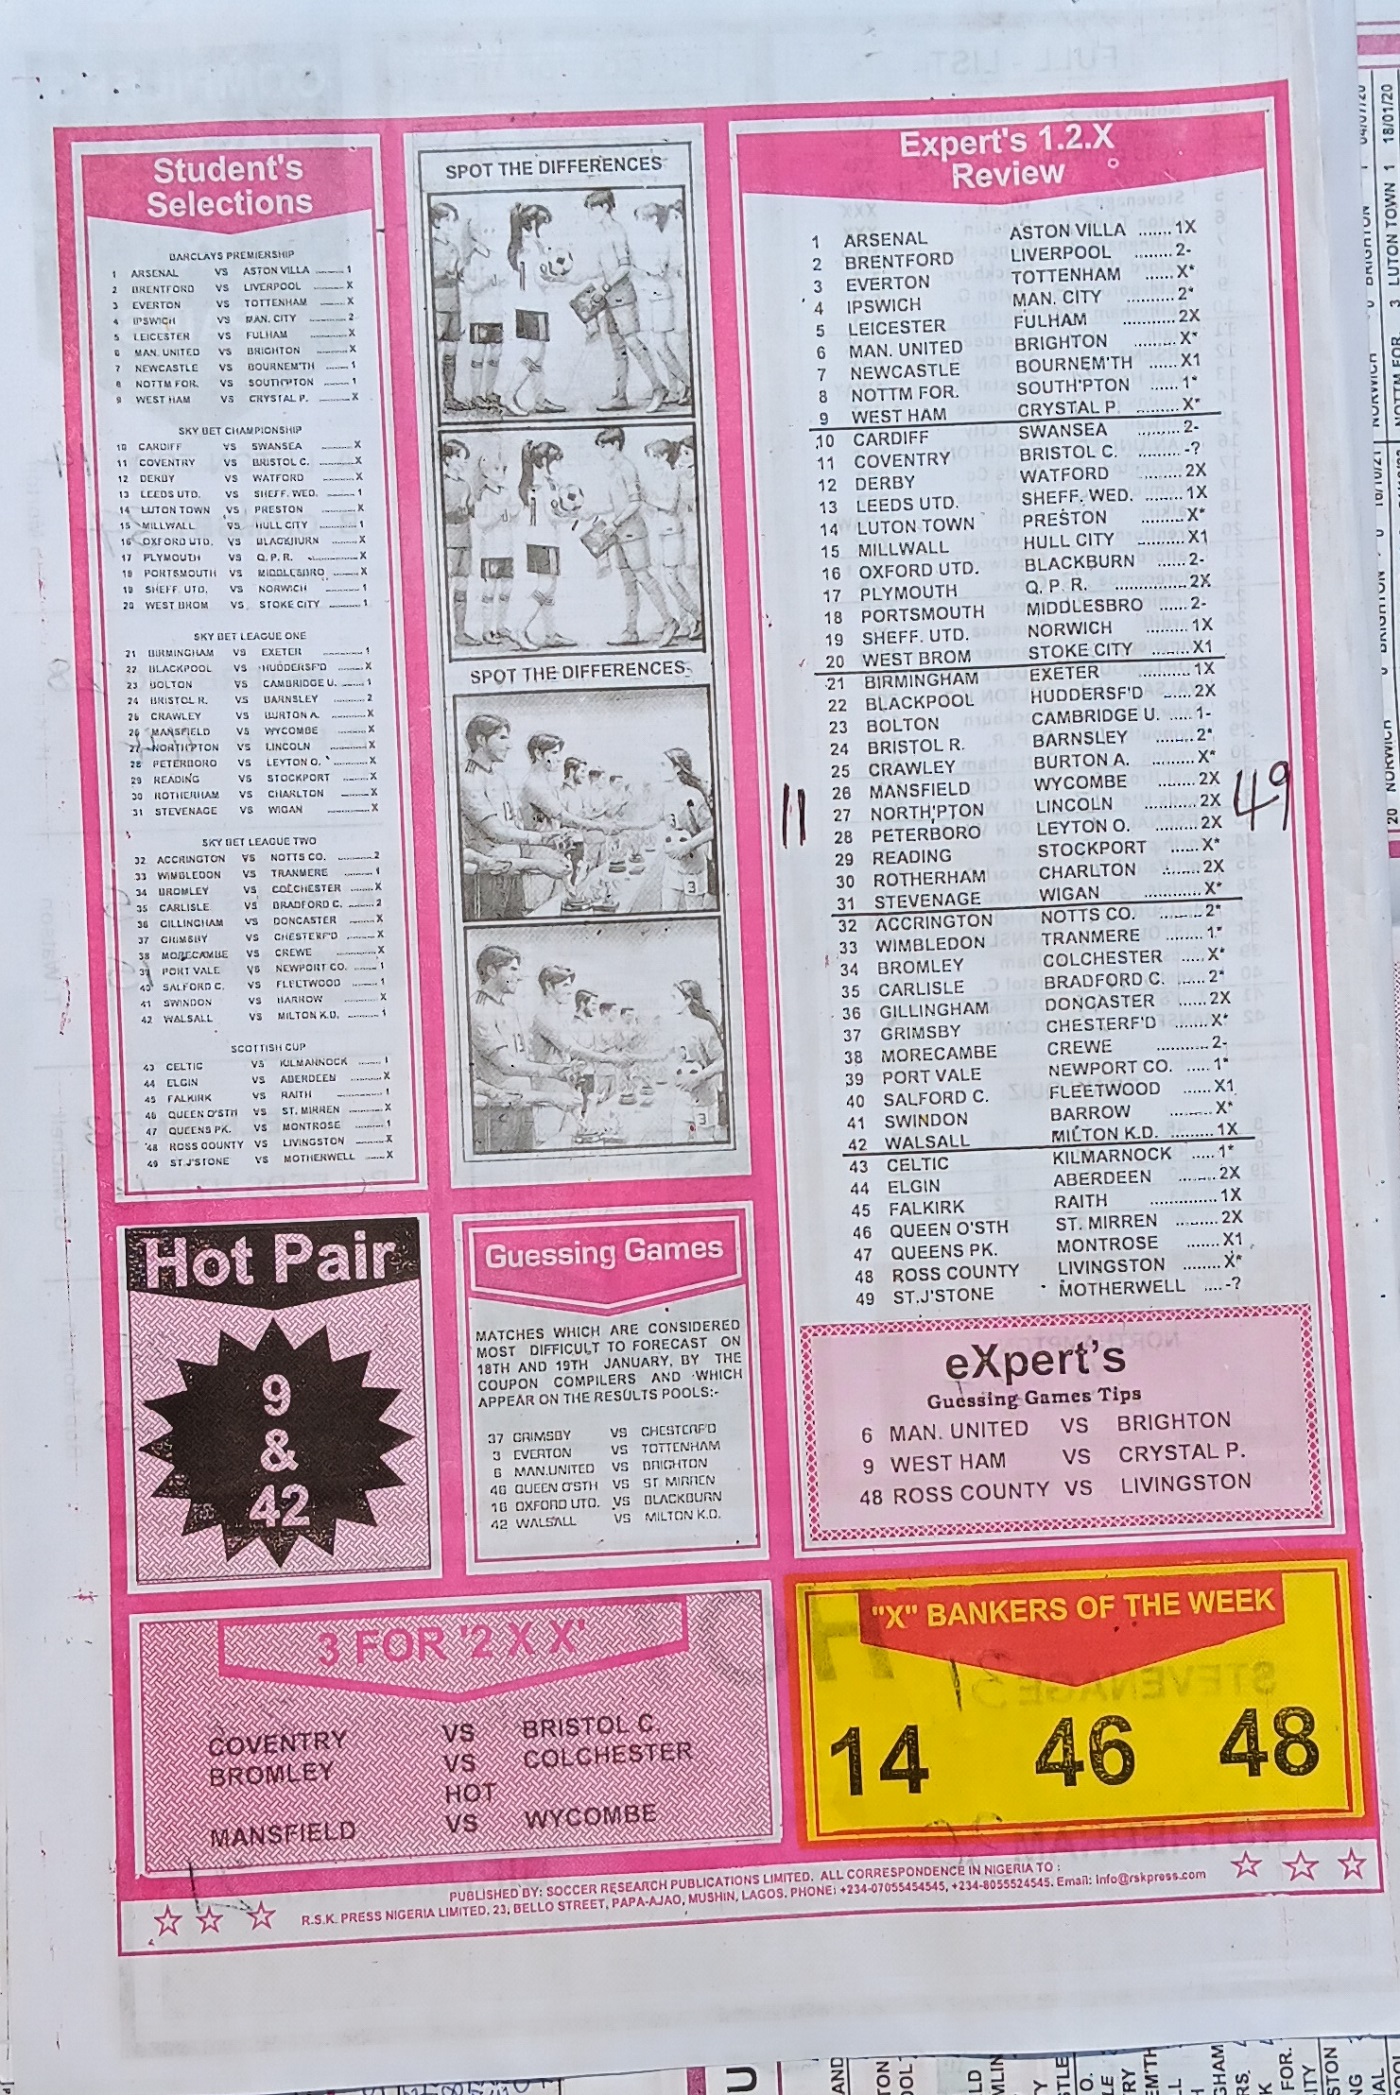 Student's
Selections
BARCLAYS PREMIERSHIP
1 ARSENAL VS ASTON VILLA ..........1
2 BRENTFORD VS LIVERPOOL ..........X
3 EVERTON VS TOTTENHAM ..........X
4 IPSWICH VS MAN. CITY ..........2
5 LEICESTER VS FULHAM ..........X
6 MAN. UNITED VS BRIGHTON ..........X
7 NEWCASTLE VS BOURNEM'TH ..........1
8 NOTTM FOR. VS SOUTH'PTON ..........1
9 WEST HAM VS CRYSTAL P. ..........X
SKY BET CHAMPIONSHIP
10 CARDIFF VS SWANSEA ..........X
11 COVENTRY VS BRISTOL C. ..........X
12 DERBY VS WATFORD ..........X
13 LEEDS UTD. VS SHEFF. WED. ..........1
14 LUTON TOWN VS PRESTON ..........X
15 MILLWALL VS HULL CITY ..........1
16 OXFORD UTD. VS BLACKBURN ..........X
17 PLYMOUTH VS Q. P. R. ..........X
18 PORTSMOUTH VS MIDDLESBRO ..........X
19 SHEFF. UTD. VS NORWICH ..........1
20 WEST BROM VS STOKE CITY ..........1
SKY BET LEAGUE ONE
21 BIRMINGHAM VS EXETER ..........1
22 BLACKPOOL VS HUDDERSF'D ..........X
23 BOLTON VS CAMBRIDGE U. ..........1
24 BRISTOL R. VS BARNSLEY ..........2
25 CRAWLEY VS BURTON A. ..........X
26 MANSFIELD VS WYCOMBE ..........X
27 NORTH'PTON VS LINCOLN ..........X
28 PETERBORO VS LEYTON O. ..........X
29 READING VS STOCKPORT ..........X
30 ROTHERHAM VS CHARLTON ..........X
31 STEVENAGE VS WIGAN ..........X
SKY BET LEAGUE TWO
32 ACCRINGTON VS NOTTS CO. ..........2
33 WIMBLEDON VS TRANMERE ..........1
34 BROMLEY VS COLCHESTER ..........X
35 CARLISLE VS BRADFORD C. ..........2
36 GILLINGHAM VS DONCASTER ..........X
37 GRIMSBY VS CHESTERF'D ..........X
38 MORECAMBE VS CREWE ..........X
39 PORT VALE VS NEWPORT CO. ..........1
40 SALFORD C. VS FLEETWOOD ..........1
41 SWINDON VS BARROW ..........X
42 WALSALL VS MILTON K.D. ..........1
SCOTTISH CUP
43 CELTIC VS KILMARNOCK ..........1
44 ELGIN VS ABERDEEN ..........X
45 FALKIRK VS RAITH ..........1
46 QUEEN O'STH VS ST. MIRREN ..........X
47 QUEENS PK. VS MONTROSE ..........1
48 ROSS COUNTY VS LIVINGSTON ..........X
49 ST.J'STONE VS MOTHERWELL ..........X
SPOT THE DIFFERENCES
SPOT THE DIFFERENCES
3
3
Expert's 1.2.X
Review
1 ARSENAL ASTON VILLA .......1X
2 BRENTFORD LIVERPOOL ........2-
3 EVERTON TOTTENHAM ......X*
4 IPSWICH MAN. CITY ..........2*
5 LEICESTER FULHAM ...........2X
6 MAN. UNITED BRIGHTON .........X*
7 NEWCASTLE BOURNEM'TH ......X1
8 NOTTM FOR. SOUTH'PTON ......1*
9 WEST HAM CRYSTAL P. .........X*
10 CARDIFF SWANSEA ..........2-
11 COVENTRY BRISTOL C. .........-?
12 DERBY WATFORD ..........2X
13 LEEDS UTD. SHEFF. WED. .....1X
14 LUTON TOWN PRESTON ..........X*
15 MILLWALL HULL CITY ..........X1
16 OXFORD UTD. BLACKBURN ......2-
17 PLYMOUTH Q. P. R. ...............2X
18 PORTSMOUTH MIDDLESBRO ......2-
19 SHEFF. UTD. NORWICH .........1X
20 WEST BROM STOKE CITY ........X1
21 BIRMINGHAM EXETER ............1X
22 BLACKPOOL HUDDERSF'D ......2X
23 BOLTON CAMBRIDGE U. .....1-
24 BRISTOL R. BARNSLEY .........2*
25 CRAWLEY BURTON A. .........X*
26 MANSFIELD WYCOMBE .........2X
27 NORTH'PTON LINCOLN ...........2X
28 PETERBORO LEYTON O. .........2X
29 READING STOCKPORT ......X*
30 ROTHERHAM CHARLTON .........2X
31 STEVENAGE WIGAN ..............X*
32 ACCRINGTON NOTTS CO. .........2*
33 WIMBLEDON TRANMERE ........1*
34 BROMLEY COLCHESTER .....X*
35 CARLISLE BRADFORD C. .....2*
36 GILLINGHAM DONCASTER ......2X
37 GRIMSBY CHESTERF'D .......X*
38 MORECAMBE CREWE ...........2-
39 PORT VALE NEWPORT CO. .....1*
40 SALFORD C. FLEETWOOD ......X1
41 SWINDON BARROW .........X*
42 WALSALL MILTON K.D. .........1X
43 CELTIC KILMARNOCK .....1*
44 ELGIN ABERDEEN ........2X
45 FALKIRK RAITH ..............1X
46 QUEEN O'STH ST. MIRREN ........2X
47 QUEENS PK. MONTROSE .......X1
48 ROSS COUNTY LIVINGSTON ........X*
49 ST.J'STONE MOTHERWELL ....-?
11
49
Hot Pair
9
&
42
Guessing Games
MATCHES WHICH ARE CONSIDERED
MOST DIFFICULT TO FORECAST ON
18TH AND 19TH JANUARY, BY THE
COUPON COMPILERS AND WHICH
APPEAR ON THE RESULTS POOLS:-
37 GRIMSBY VS CHESTERF'D
3 EVERTON VS TOTTENHAM
6 MAN.UNITED VS BRIGHTON
46 QUEEN O'STH VS ST MIRREN
16 OXFORD UTD. VS BLACKBURN
42 WALSALL VS MILTON K.D.
eXpert's
Guessing Games Tips
6 MAN. UNITED VS BRIGHTON
9 WEST HAM VS CRYSTAL P.
48 ROSS COUNTY VS LIVINGSTON
3 FOR '2 X X'
COVENTRY VS BRISTOL C.
BROMLEY VS COLCHESTER
HOT
MANSFIELD VS WYCOMBE
"X" BANKERS OF THE WEEK
14 46 48
PUBLISHED BY: SOCCER RESEARCH PUBLICATIONS LIMITED. ALL CORRESPONDENCE IN NIGERIA TO :
R.S.K. PRESS NIGERIA LIMITED. 23, BELLO STREET, PAPA-AJAO, MUSHIN, LAGOS. PHONE: +234-07055454545, +234-8055524545. Email: info@rskpress.com